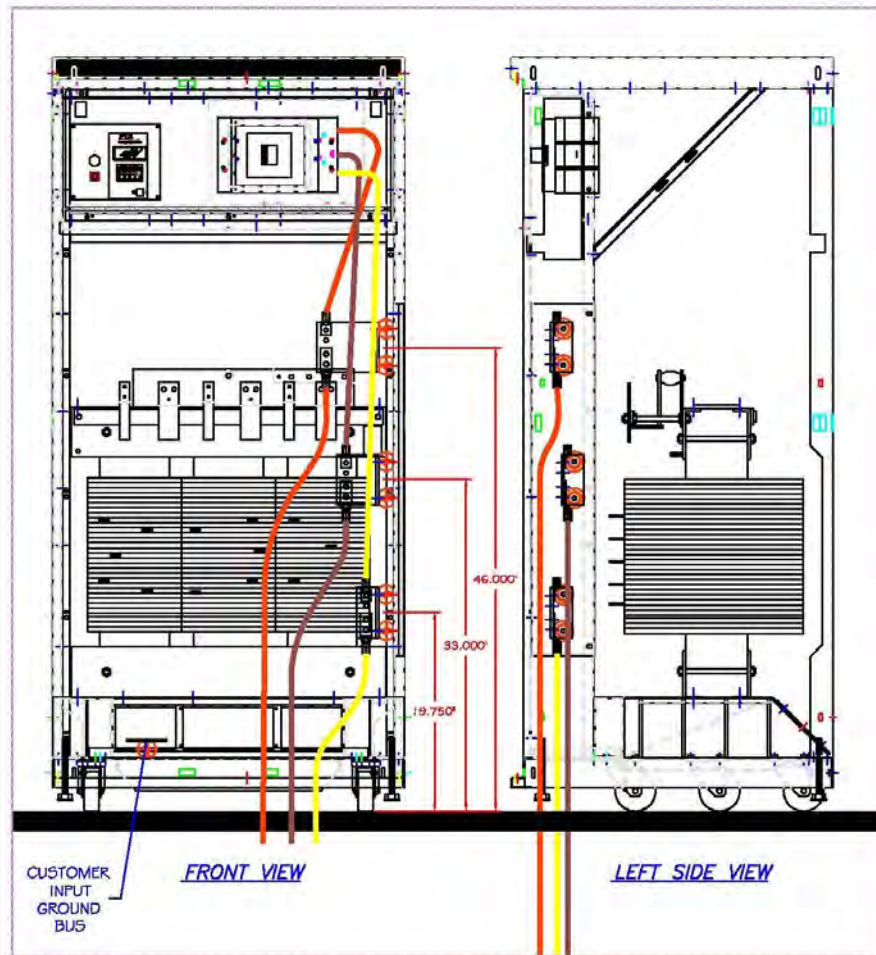 46.000"
33.000"
19.750"
CUSTOMER
INPUT
GROUND
BUS
FRONT VIEW
LEFT SIDE VIEW